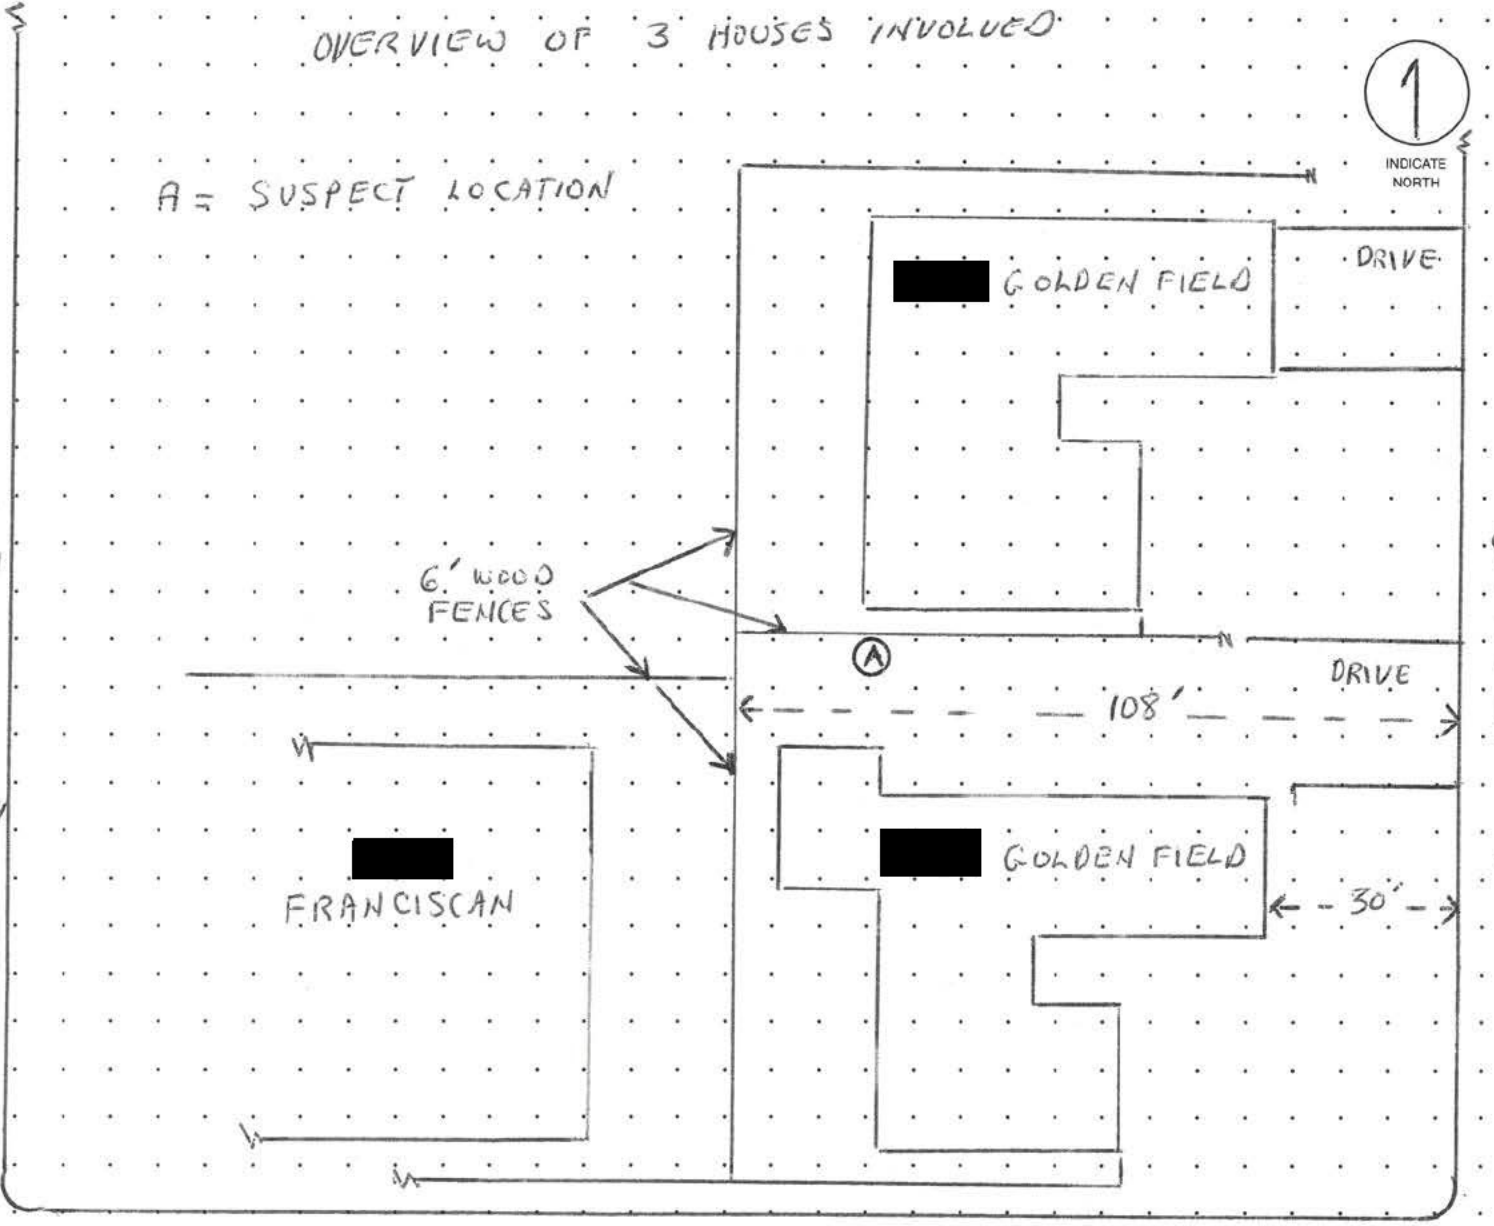 OVERVIEW OF 3 HOUSES INVOLVED
1
INDICATE
NORTH
A = SUSPECT LOCATION
DRIVE
GOLDEN FIELD
6' WOOD
FENCES
A
DRIVE
108'
GOLDEN FIELD
30'
FRANCISCAN